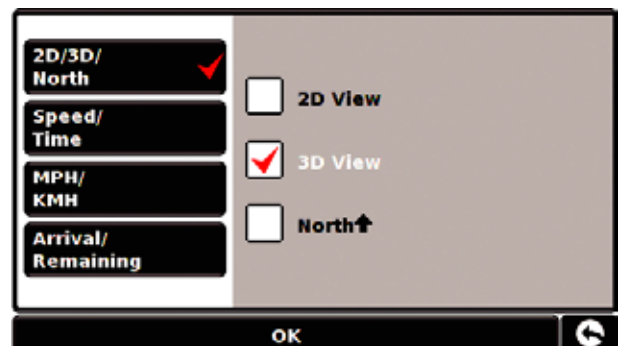 2D/3D/
North
Speed/
Time
MPH/
KMH
Arrival/
Remaining
2D View
3D View
North⬆
OK